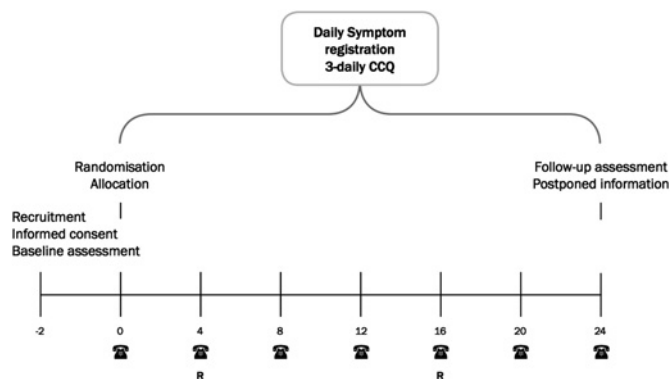 Daily Symptom
registration
3-daily CCQ
Randomisation
Allocation
Follow-up assessment
Postponed information
Recruitment
Informed consent
Baseline assessment
-2 0 4 8 12 16 20 24
R R